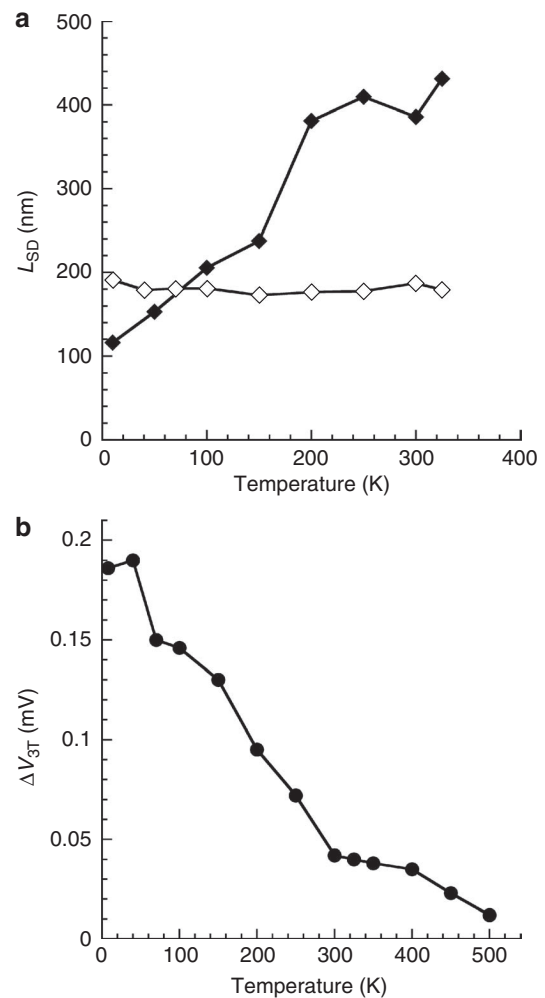 a
500
400
300
200
100
0
L_SD (nm)
0 100 200 300 400
Temperature (K)
b
0.2
0.15
0.1
0.05
0
ΔV_3T (mV)
0 100 200 300 400 500
Temperature (K)